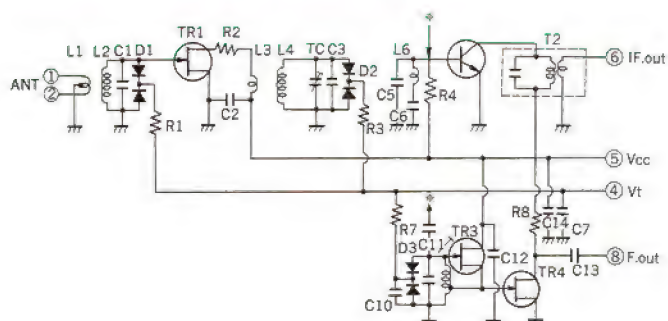 TR1 R2 L3 L4 TC C3 L6 T2
L1 L2 C1 D1
① ANT ②
D2
C5 R4
⑥ IF.out
C2
C6
R1
R3
⑤ Vcc
④ Vt
R7
TR3
R8
C14 C7
D3
C11
C12
⑧ F.out
C10
TR4 C13